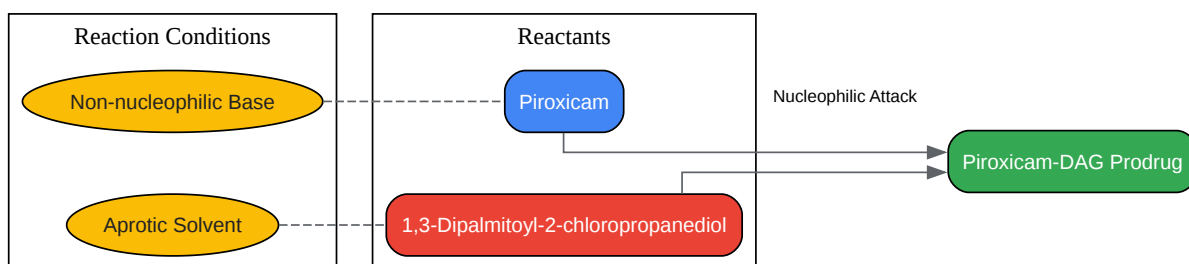 Reaction Conditions
Reactants
Non-nucleophilic Base
Piroxicam
Nucleophilic Attack
Piroxicam-DAG Prodrug
Aprotic Solvent
1,3-Dipalmitoyl-2-chloropropanediol